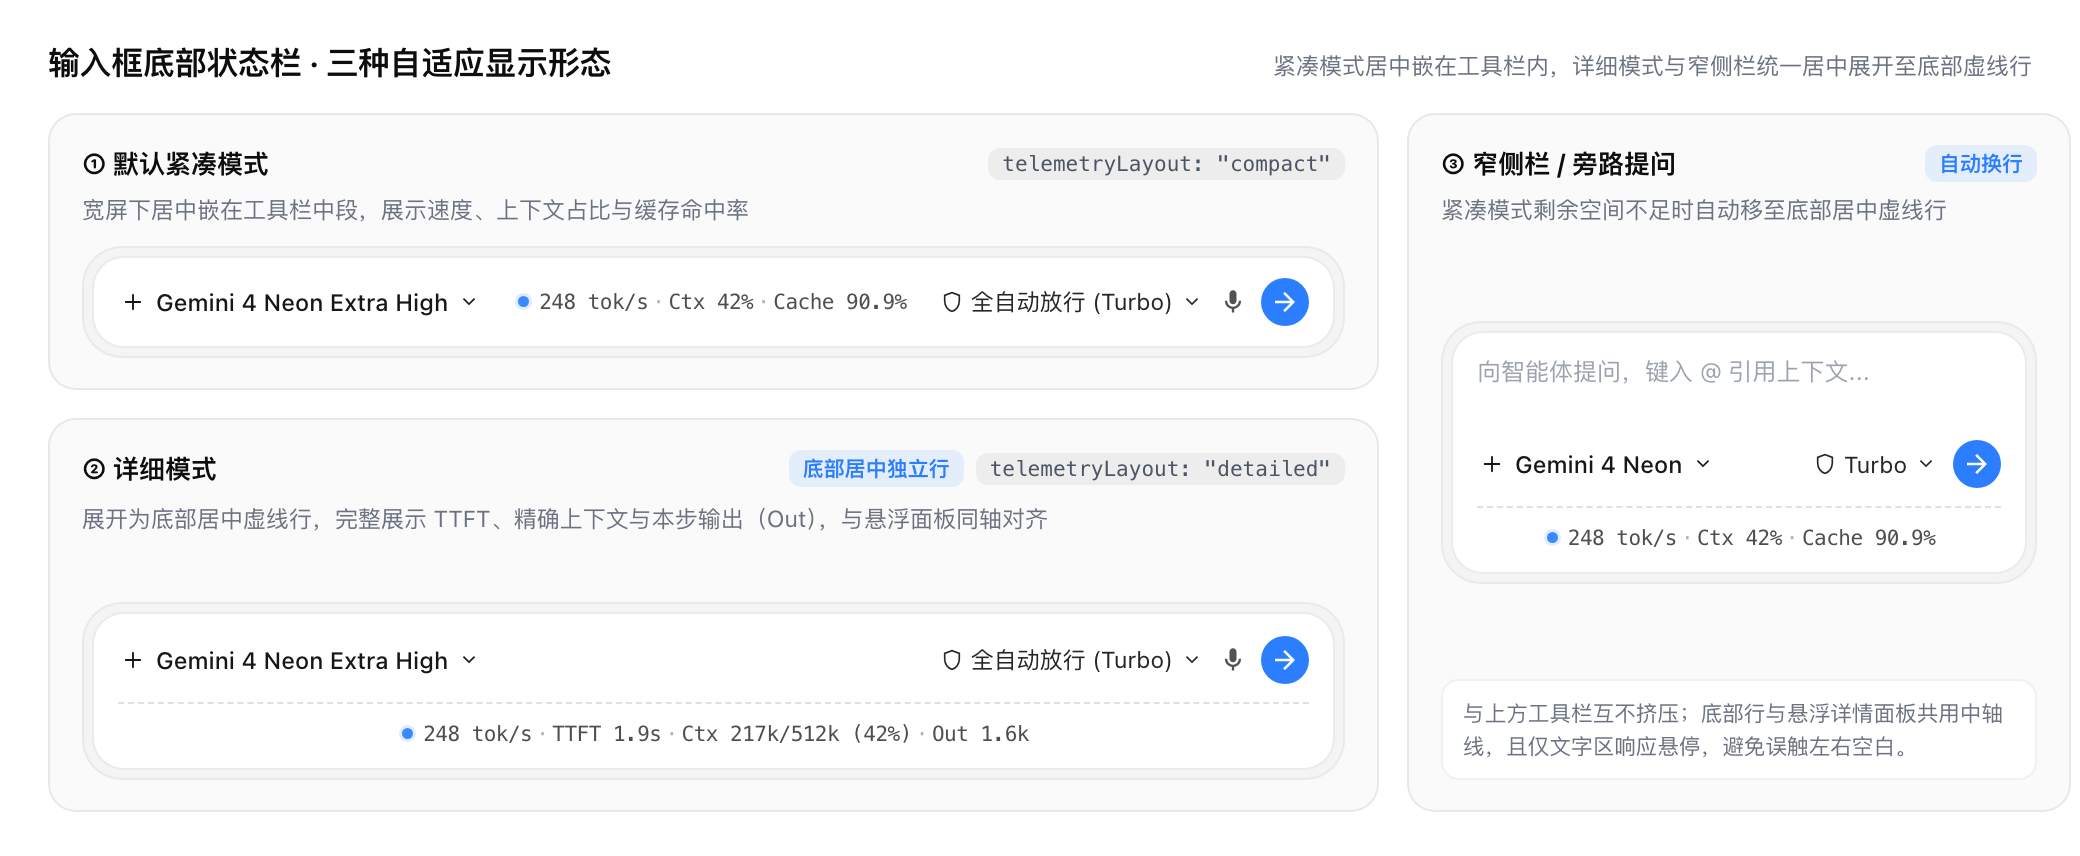 输入框底部状态栏 · 三种自适应显示形态
紧凑模式居中嵌在工具栏内，详细模式与窄侧栏统一居中展开至底部虚线行
① 默认紧凑模式
telemetryLayout: "compact"
宽屏下居中嵌在工具栏中段，展示速度、上下文占比与缓存命中率
Gemini 4 Neon Extra High
248 tok/s · Ctx 42% · Cache 90.9%
全自动放行 (Turbo)
② 详细模式
底部居中独立行
telemetryLayout: "detailed"
展开为底部居中虚线行，完整展示 TTFT、精确上下文与本步输出（Out），与悬浮面板同轴对齐
Gemini 4 Neon Extra High
全自动放行 (Turbo)
248 tok/s · TTFT 1.9s · Ctx 217k/512k (42%) · Out 1.6k
③ 窄侧栏 / 旁路提问
自动换行
紧凑模式剩余空间不足时自动移至底部居中虚线行
向智能体提问，键入 @ 引用上下文...
Gemini 4 Neon
Turbo
248 tok/s · Ctx 42% · Cache 90.9%
与上方工具栏互不挤压；底部行与悬浮详情面板共用中轴
线，且仅文字区响应悬停，避免误触左右空白。